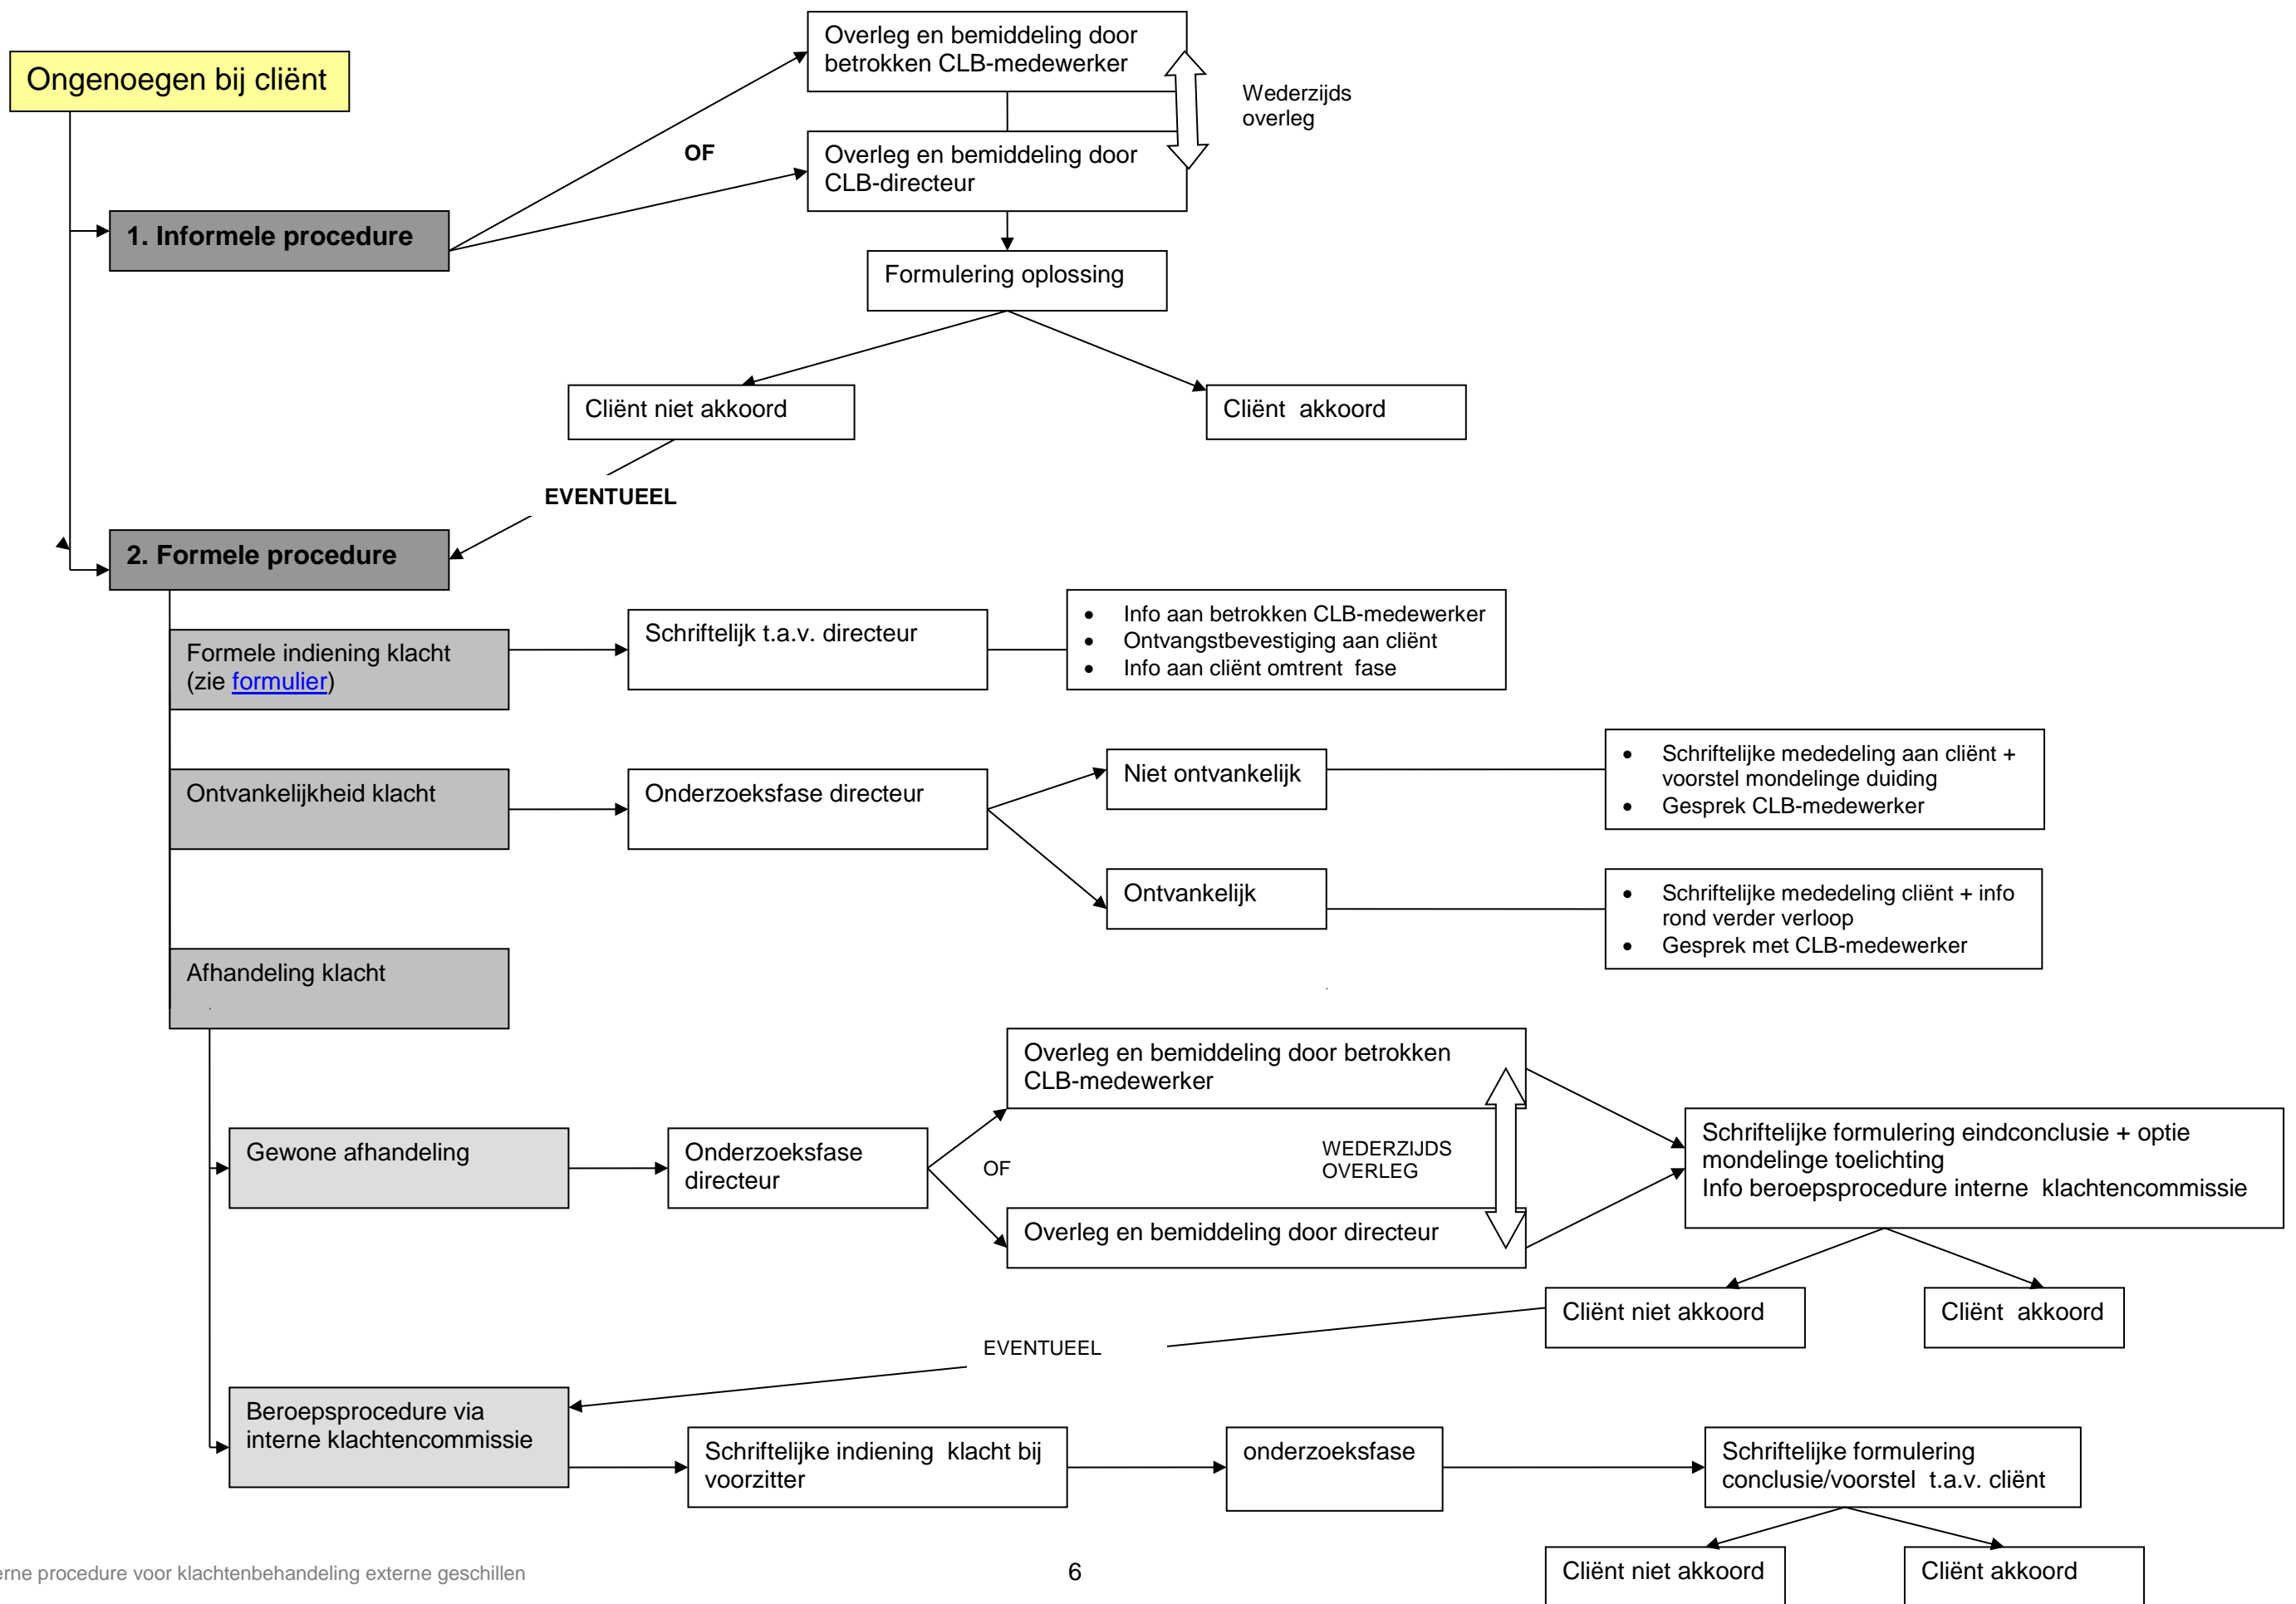 Ongenoegen bij cliënt
Overleg en bemiddeling door
betrokken CLB-medewerker
Wederzijds
overleg
OF
Overleg en bemiddeling door
CLB-directeur
1. Informele procedure
Formulering oplossing
Cliënt niet akkoord
Cliënt  akkoord
EVENTUEEL
2. Formele procedure
Formele indiening klacht
(zie formulier)
Schriftelijk t.a.v. directeur
• Info aan betrokken CLB-medewerker
• Ontvangstbevestiging aan cliënt
• Info aan cliënt omtrent  fase
Ontvankelijkheid klacht
Onderzoeksfase directeur
Niet ontvankelijk
• Schriftelijke mededeling aan cliënt +
voorstel mondelinge duiding
• Gesprek CLB-medewerker
Ontvankelijk
• Schriftelijke mededeling cliënt + info
rond verder verloop
• Gesprek met CLB-medewerker
Afhandeling klacht
Gewone afhandeling
Onderzoeksfase
directeur
OF
Overleg en bemiddeling door betrokken
CLB-medewerker
WEDERZIJDS
OVERLEG
Overleg en bemiddeling door directeur
Schriftelijke formulering eindconclusie + optie
mondelinge toelichting
Info beroepsprocedure interne  klachtencommissie
Cliënt niet akkoord
Cliënt  akkoord
EVENTUEEL
Beroepsprocedure via
interne klachtencommissie
Schriftelijke indiening  klacht bij
voorzitter
onderzoeksfase
Schriftelijke formulering
conclusie/voorstel  t.a.v. cliënt
Cliënt niet akkoord
Cliënt akkoord
erne procedure voor klachtenbehandeling externe geschillen
6